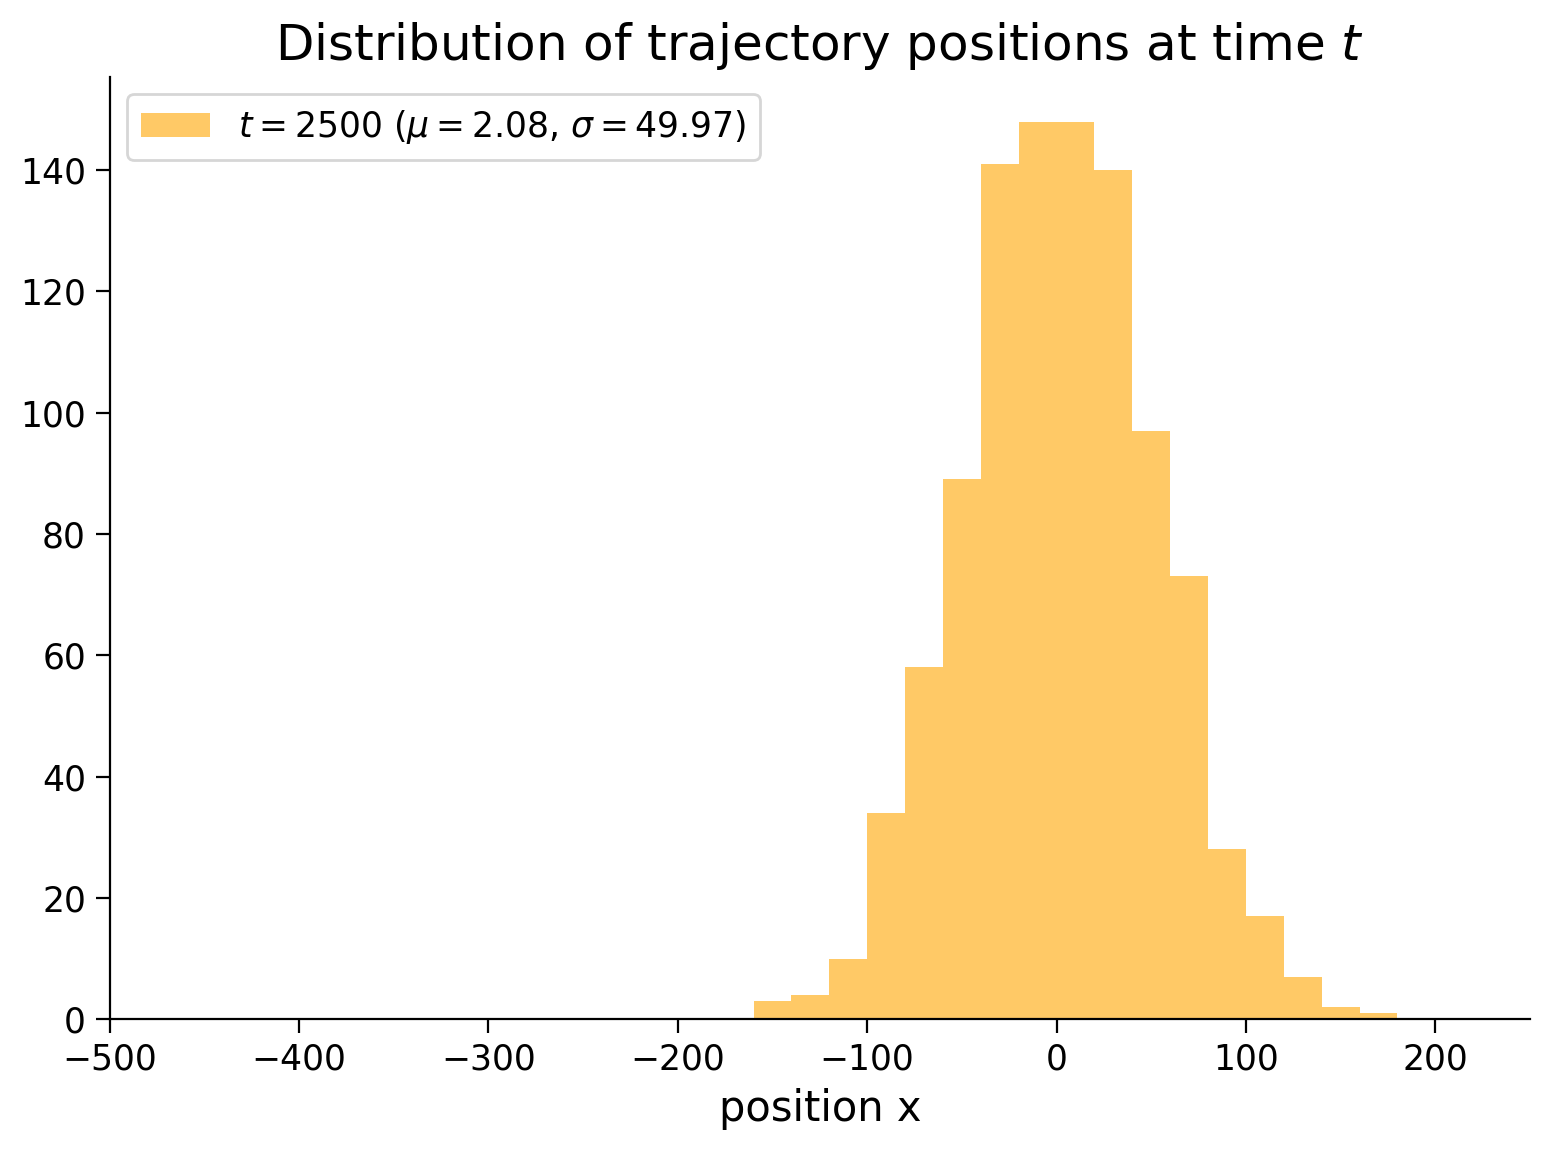 Distribution of trajectory positions at time t
t = 2500 (μ = 2.08, σ = 49.97)
140
120
100
80
60
40
20
0
−500 −400 −300 −200 −100 0 100 200
position x